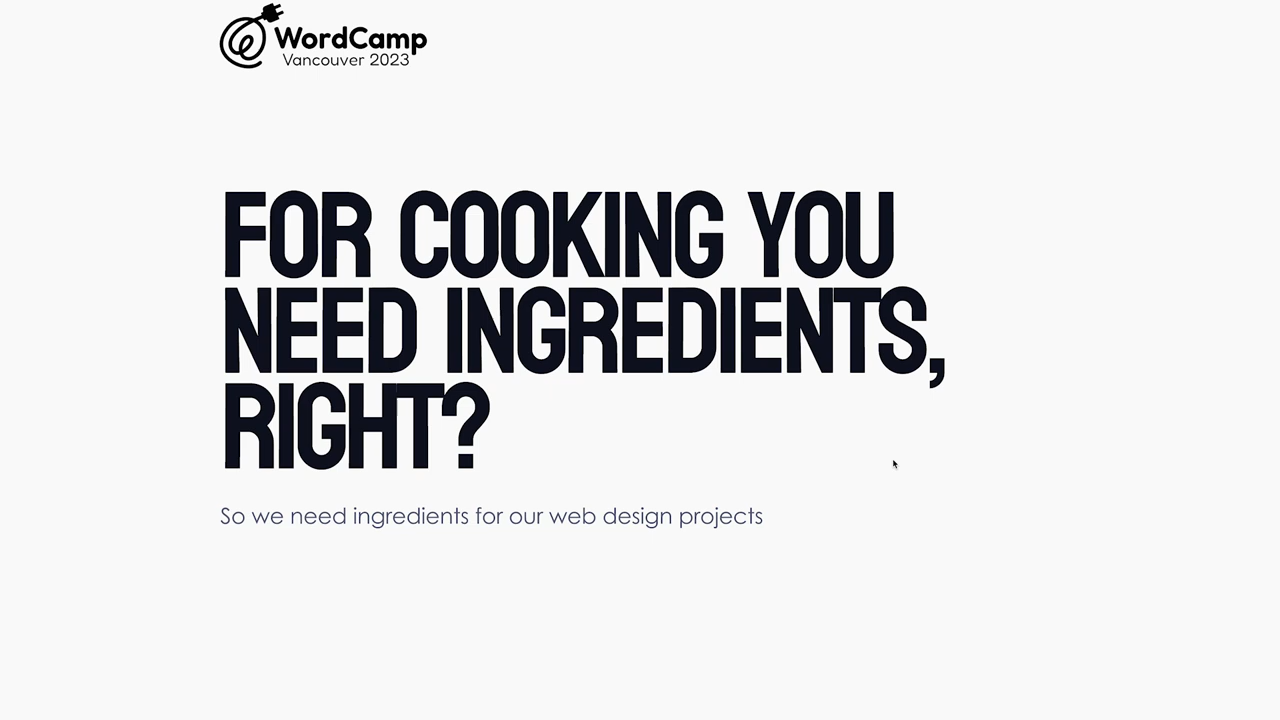 WordCamp
Vancouver 2023
FOR COOKING YOU
NEED INGREDIENTS,
RIGHT?
So we need ingredients for our web design projects